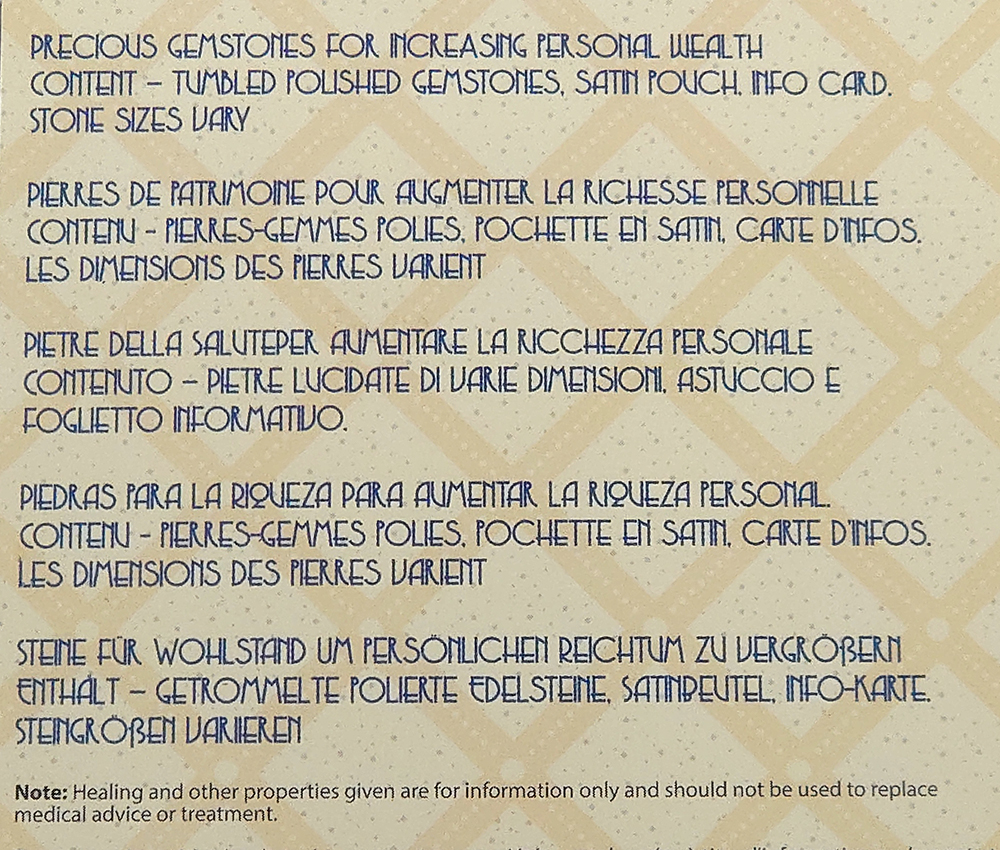 PRECIOUS GEMSTONES FOR INCREASING PERSONAL WEALTH
CONTENT – TUMBLED POLISHED GEMSTONES, SATIN POUCH, INFO CARD.
STONE SIZES VARY
PIERRES DE PATRIMOINE POUR AUGMENTER LA RICHESSE PERSONNELLE
CONTENU - PIERRES-GEMMES POLIES, POCHETTE EN SATIN, CARTE D'INFOS.
LES DIMENSIONS DES PIERRES VARIENT
PIETRE DELLA SALUTEPER AUMENTARE LA RICCHEZZA PERSONALE
CONTENUTO – PIETRE LUCIDATE DI VARIE DIMENSIONI, ASTUCCIO E
FOGLIETTO INFORMATIVO.
PIEDRAS PARA LA RIQUEZA PARA AUMENTAR LA RIQUEZA PERSONAL.
CONTENU - PIERRES-GEMMES POLIES, POCHETTE EN SATIN, CARTE D'INFOS.
LES DIMENSIONS DES PIERRES VARIENT
STEINE FÜR WOHLSTAND UM PERSÖNLICHEN REICHTUM ZU VERGRÖßERN
ENTHÄLT – GETROMMELTE POLIERTE EDELSTEINE, SATINBEUTEL, INFO-KARTE.
STEINGRÖßEN VARIIEREN
Note: Healing and other properties given are for information only and should not be used to replace
medical advice or treatment.